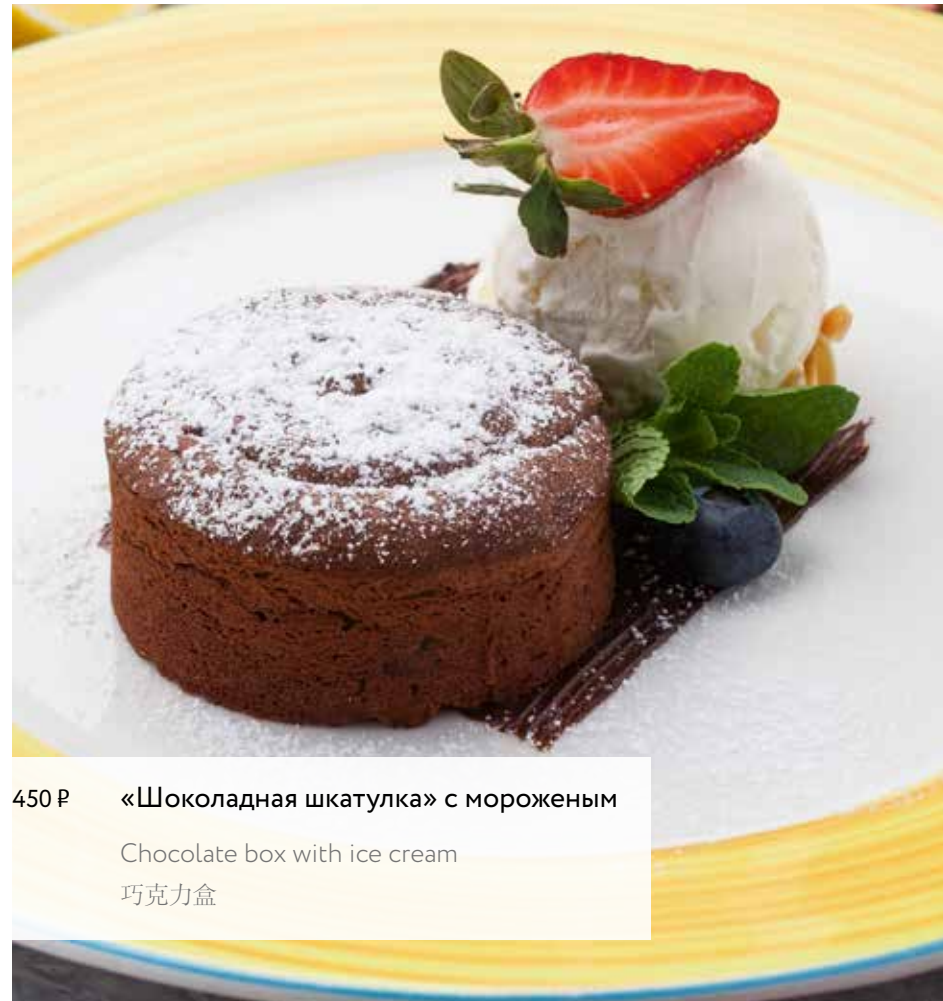 450 ₽ «Шоколадная шкатулка» с мороженым
Chocolate box with ice cream
巧克力盒